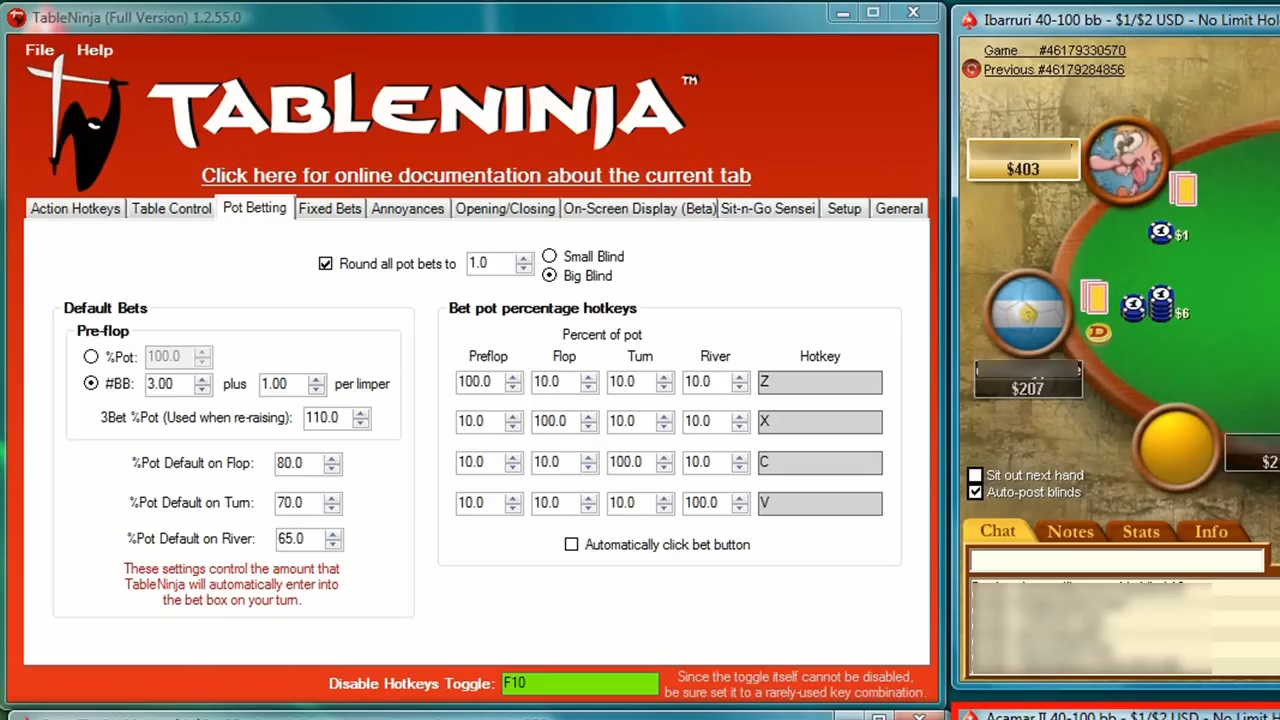 TableNinja (Full Version) 1.2.55.0
File Help
TABLENINJA™
Click here for online documentation about the current tab
Action Hotkeys Table Control Pot Betting Fixed Bets Annoyances Opening/Closing On-Screen Display (Beta) Sit-n-Go Sensei Setup General
Round all pot bets to 1.0
Small Blind
Big Blind
Default Bets
Pre-flop
%Pot: 100.0
#BB: 3.00 plus 1.00 per limper
3Bet %Pot (Used when re-raising): 110.0
%Pot Default on Flop: 80.0
%Pot Default on Turn: 70.0
%Pot Default on River: 65.0
These settings control the amount that
TableNinja will automatically enter into
the bet box on your turn.
Bet pot percentage hotkeys
Percent of pot
Preflop Flop Turn River Hotkey
100.0 10.0 10.0 10.0 Z
10.0 100.0 10.0 10.0 X
10.0 10.0 100.0 10.0 C
10.0 10.0 10.0 100.0 V
Automatically click bet button
Disable Hotkeys Toggle: F10
Since the toggle itself cannot be disabled,
be sure set it to a rarely-used key combination.
Ibarruri 40-100 bb - $1/$2 USD - No Limit Hol
Game #46179330570
Previous #46179284856
$403
$1
$6
D
$207
$2
Sit out next hand
Auto-post blinds
Chat Notes Stats Info
Acamar II 40-100 bb - $1/$2 USD - No Limit Ho